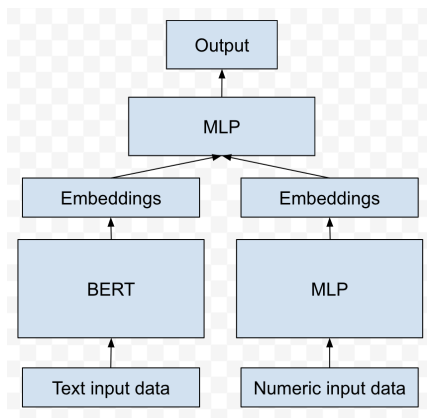 Output
MLP
Embeddings
Embeddings
BERT
MLP
Text input data
Numeric input data